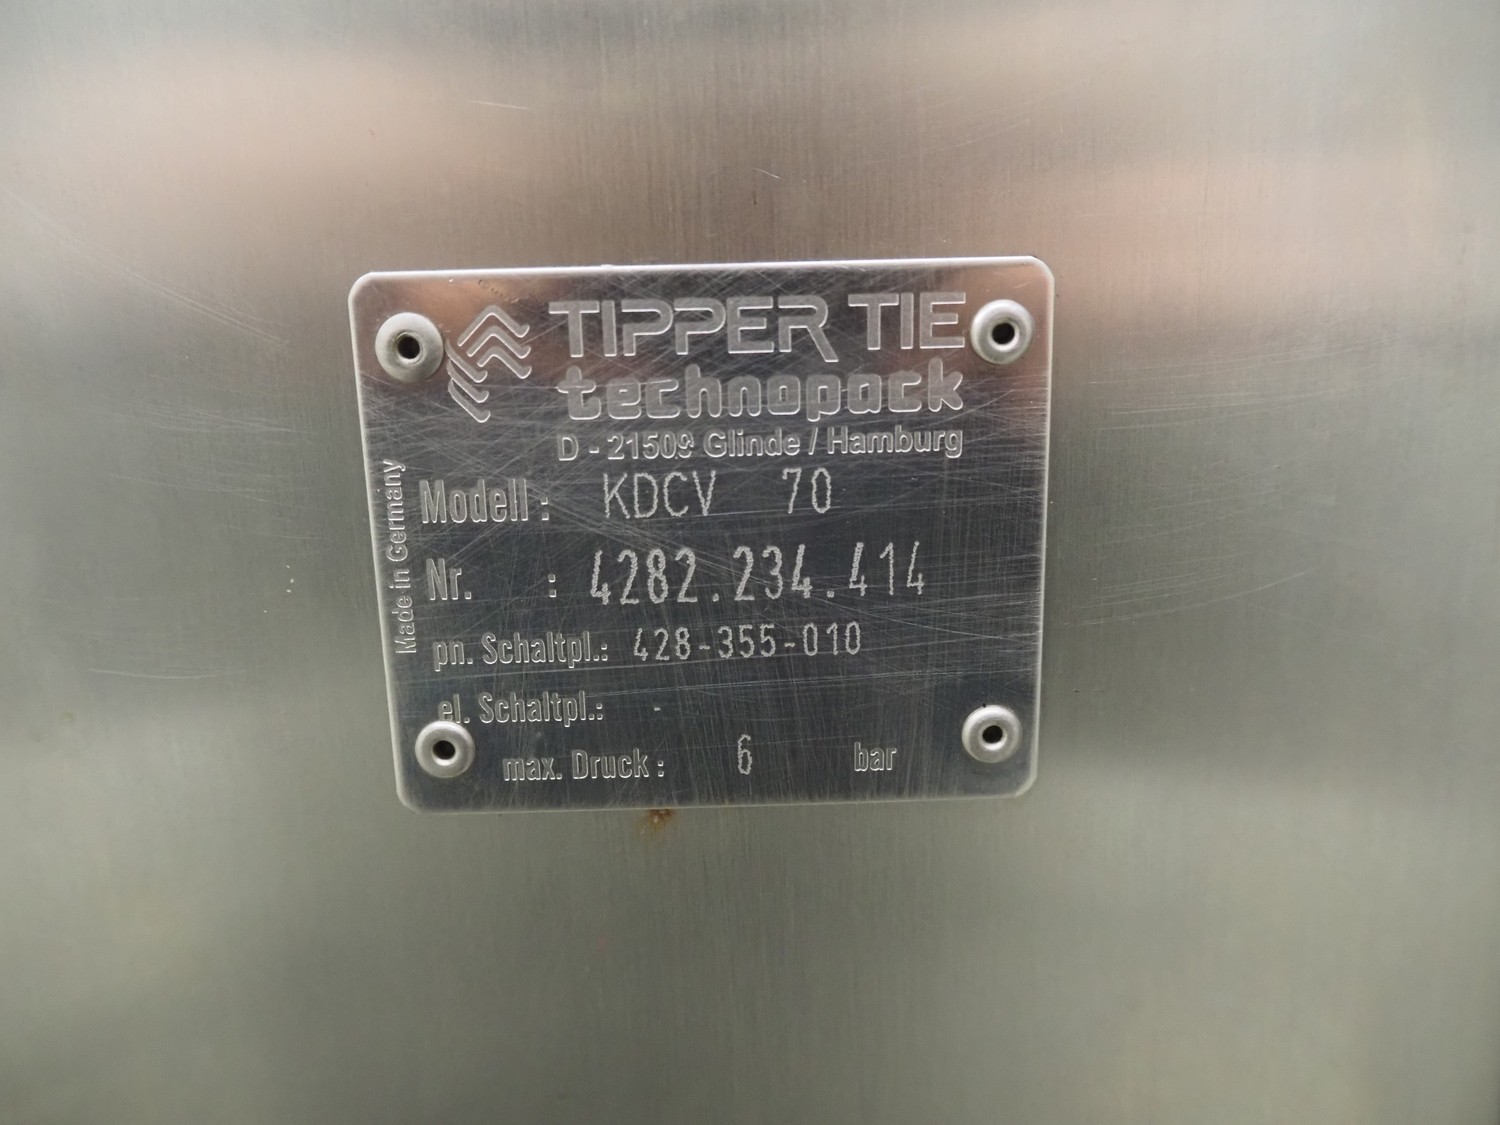 TIPPER TIE
technopack
D - 21509 Glinde / Hamburg
Made in Germany
Modell : KDCV 70
Nr. : 4282.234.414
pn. Schaltpl.: 428-355-010
el. Schaltpl.: -
max. Druck : 6 bar